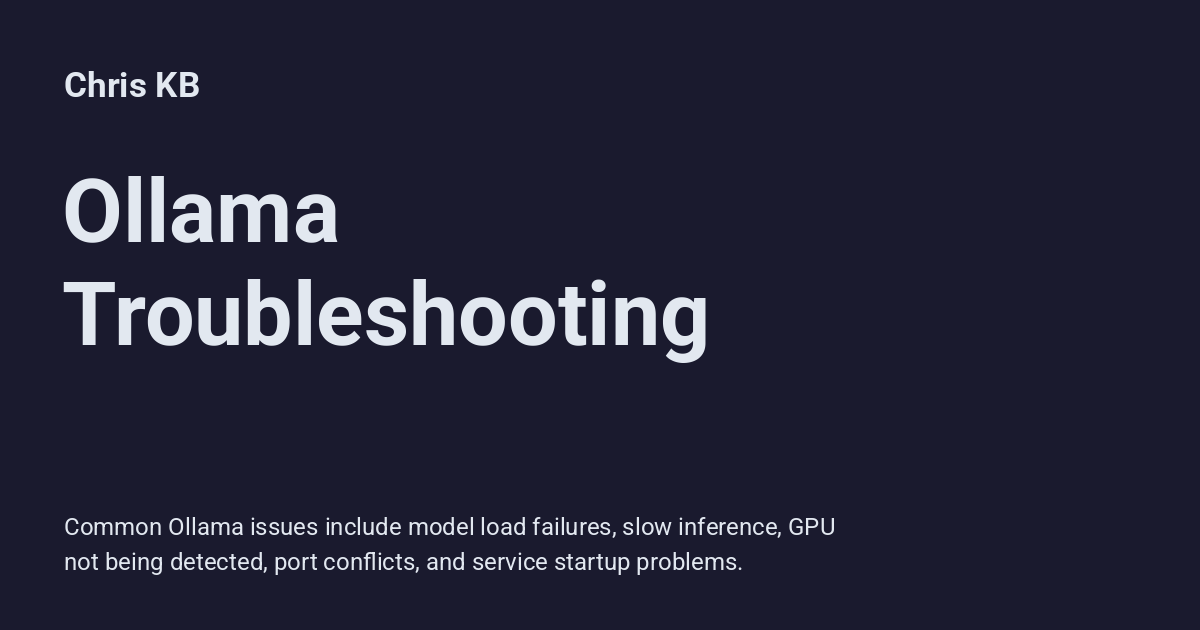 Chris KB
Ollama
Troubleshooting
Common Ollama issues include model load failures, slow inference, GPU
not being detected, port conflicts, and service startup problems.